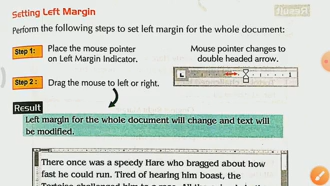 Setting Left Margin
Perform the following steps to set left margin for the whole document:
Step 1: Place the mouse pointer
on Left Margin Indicator.
Mouse pointer changes to
double headed arrow.
Step 2 : Drag the mouse to left or right.
Result
Left margin for the whole document will change and text will
be modified.
There once was a speedy Hare who bragged about how
fast he could run. Tired of hearing him boast, the